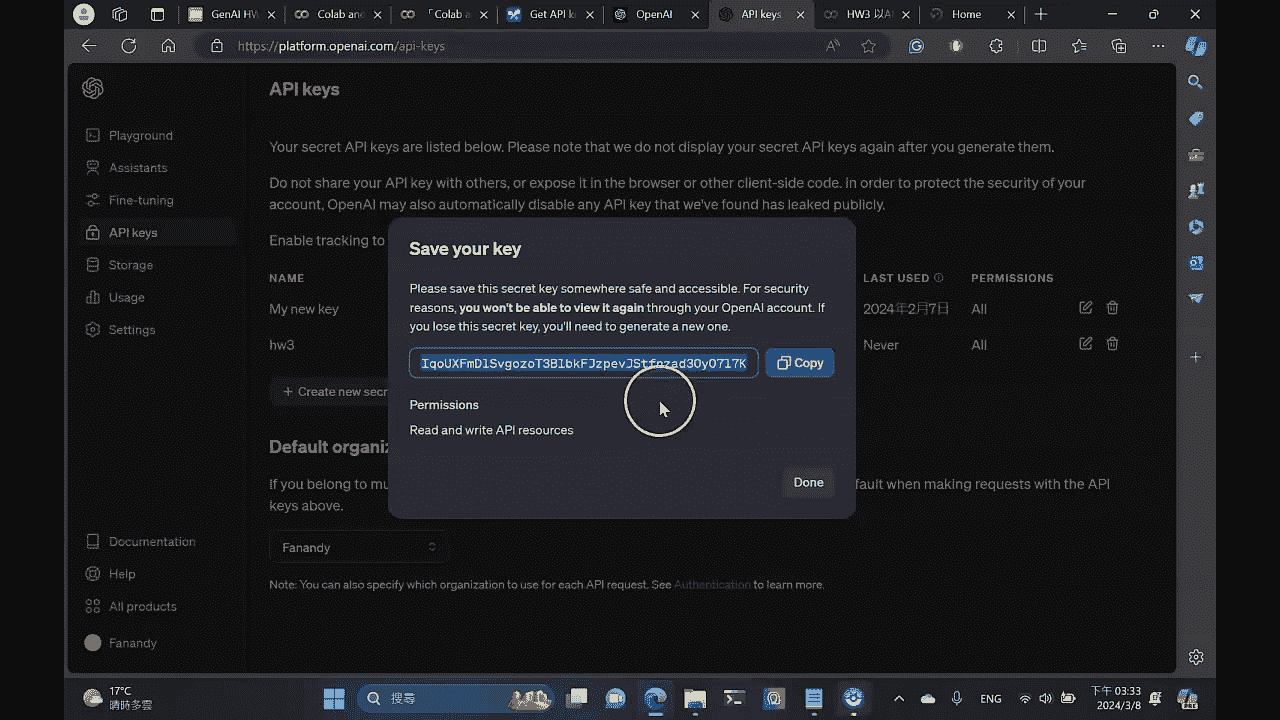 GenAI HW
Colab and
「Colab a
Get API k
OpenAI
API keys
HW3 以A
Home
https://platform.openai.com/api-keys
API keys
Playground
Assistants
Fine-tuning
API keys
Storage
Usage
Settings
Your secret API keys are listed below. Please note that we do not display your secret API keys again after you generate them.
Do not share your API key with others, or expose it in the browser or other client-side code. In order to protect the security of your
account, OpenAI may also automatically disable any API key that we've found has leaked publicly.
Enable tracking to
NAME
LAST USED
PERMISSIONS
My new key
2024年2月7日
All
hw3
Never
All
+ Create new secr
Save your key
Please save this secret key somewhere safe and accessible. For security
reasons, you won't be able to view it again through your OpenAI account. If
you lose this secret key, you'll need to generate a new one.
Copy
Permissions
Read and write API resources
Done
Default organiz
If you belong to mu
fault when making requests with the API
keys above.
Fanandy
Note: You can also specify which organization to use for each API request. See Authentication to learn more.
Documentation
Help
All products
Fanandy
17°C
晴時多雲
搜尋
ENG
下午 03:33
2024/3/8